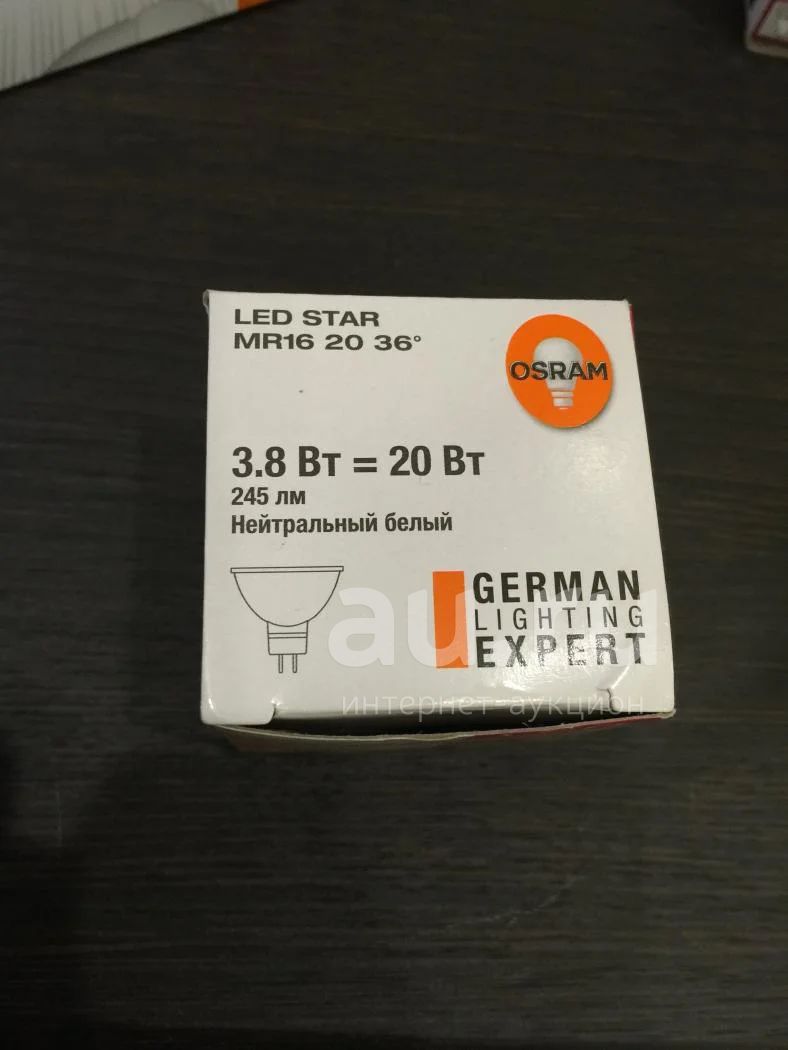 LED STAR
MR16 20 36°
OSRAM
3.8 Вт = 20 Вт
245 лм
Нейтральный белый
GERMAN
LIGHTING
EXPERT
au.ru
интернет-аукцион